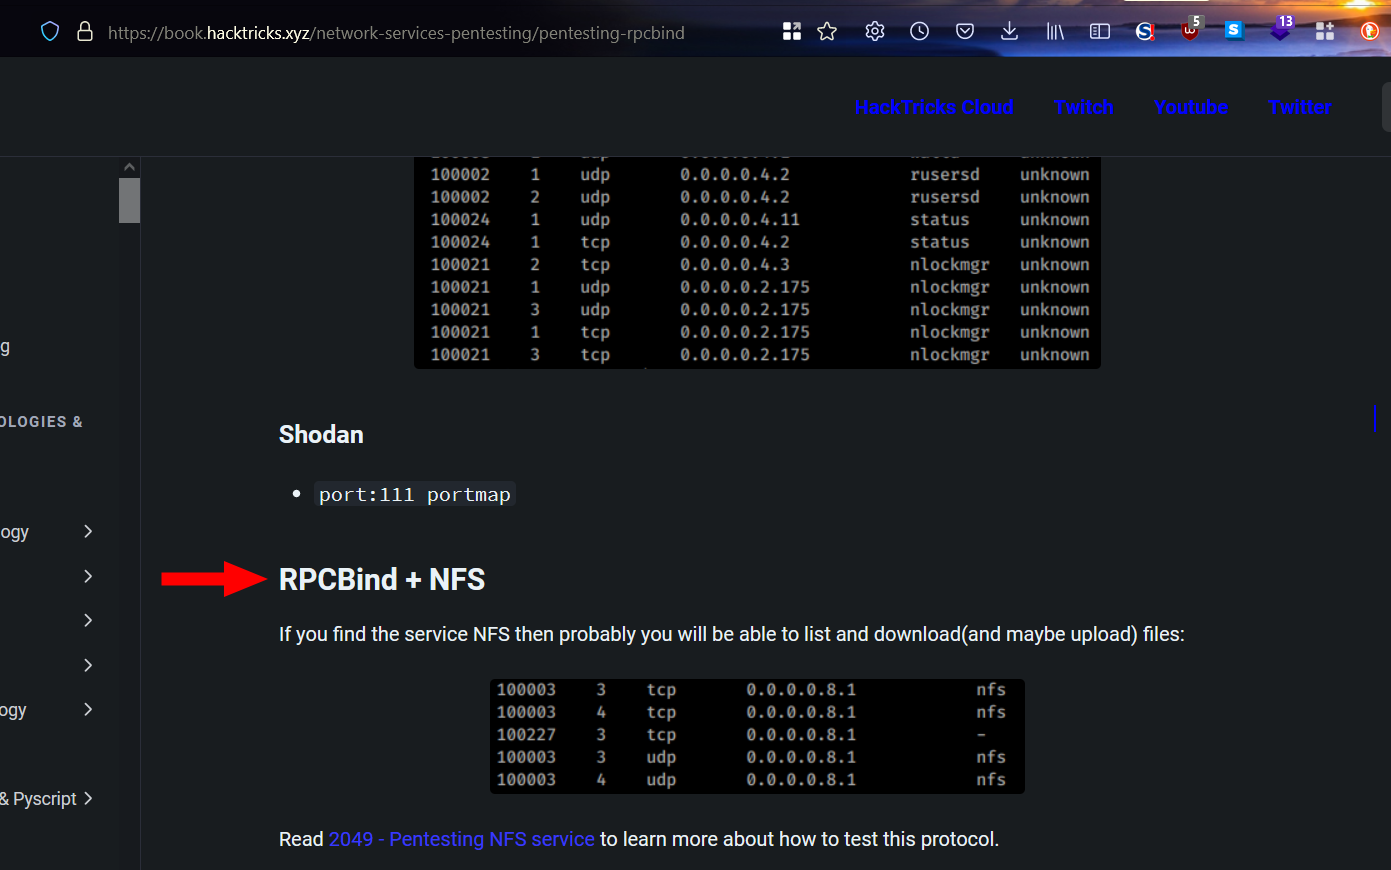 https://book.hacktricks.xyz/network-services-pentesting/pentesting-rpcbind
5
13
HackTricks Cloud Twitch Youtube Twitter
100002 1 udp 0.0.0.0.4.2 rusersd unknown
100002 2 udp 0.0.0.0.4.2 rusersd unknown
100024 1 udp 0.0.0.0.4.11 status unknown
100024 1 tcp 0.0.0.0.4.2 status unknown
100021 2 tcp 0.0.0.0.4.3 nlockmgr unknown
100021 1 udp 0.0.0.0.2.175 nlockmgr unknown
100021 3 udp 0.0.0.0.2.175 nlockmgr unknown
100021 1 tcp 0.0.0.0.2.175 nlockmgr unknown
100021 3 tcp 0.0.0.0.2.175 nlockmgr unknown
g
OLOGIES &
ogy
ogy
& Pyscript
Shodan
• port:111 portmap
RPCBind + NFS
If you find the service NFS then probably you will be able to list and download(and maybe upload) files:
100003 3 tcp 0.0.0.0.8.1 nfs
100003 4 tcp 0.0.0.0.8.1 nfs
100227 3 tcp 0.0.0.0.8.1 -
100003 3 udp 0.0.0.0.8.1 nfs
100003 4 udp 0.0.0.0.8.1 nfs
Read 2049 - Pentesting NFS service to learn more about how to test this protocol.